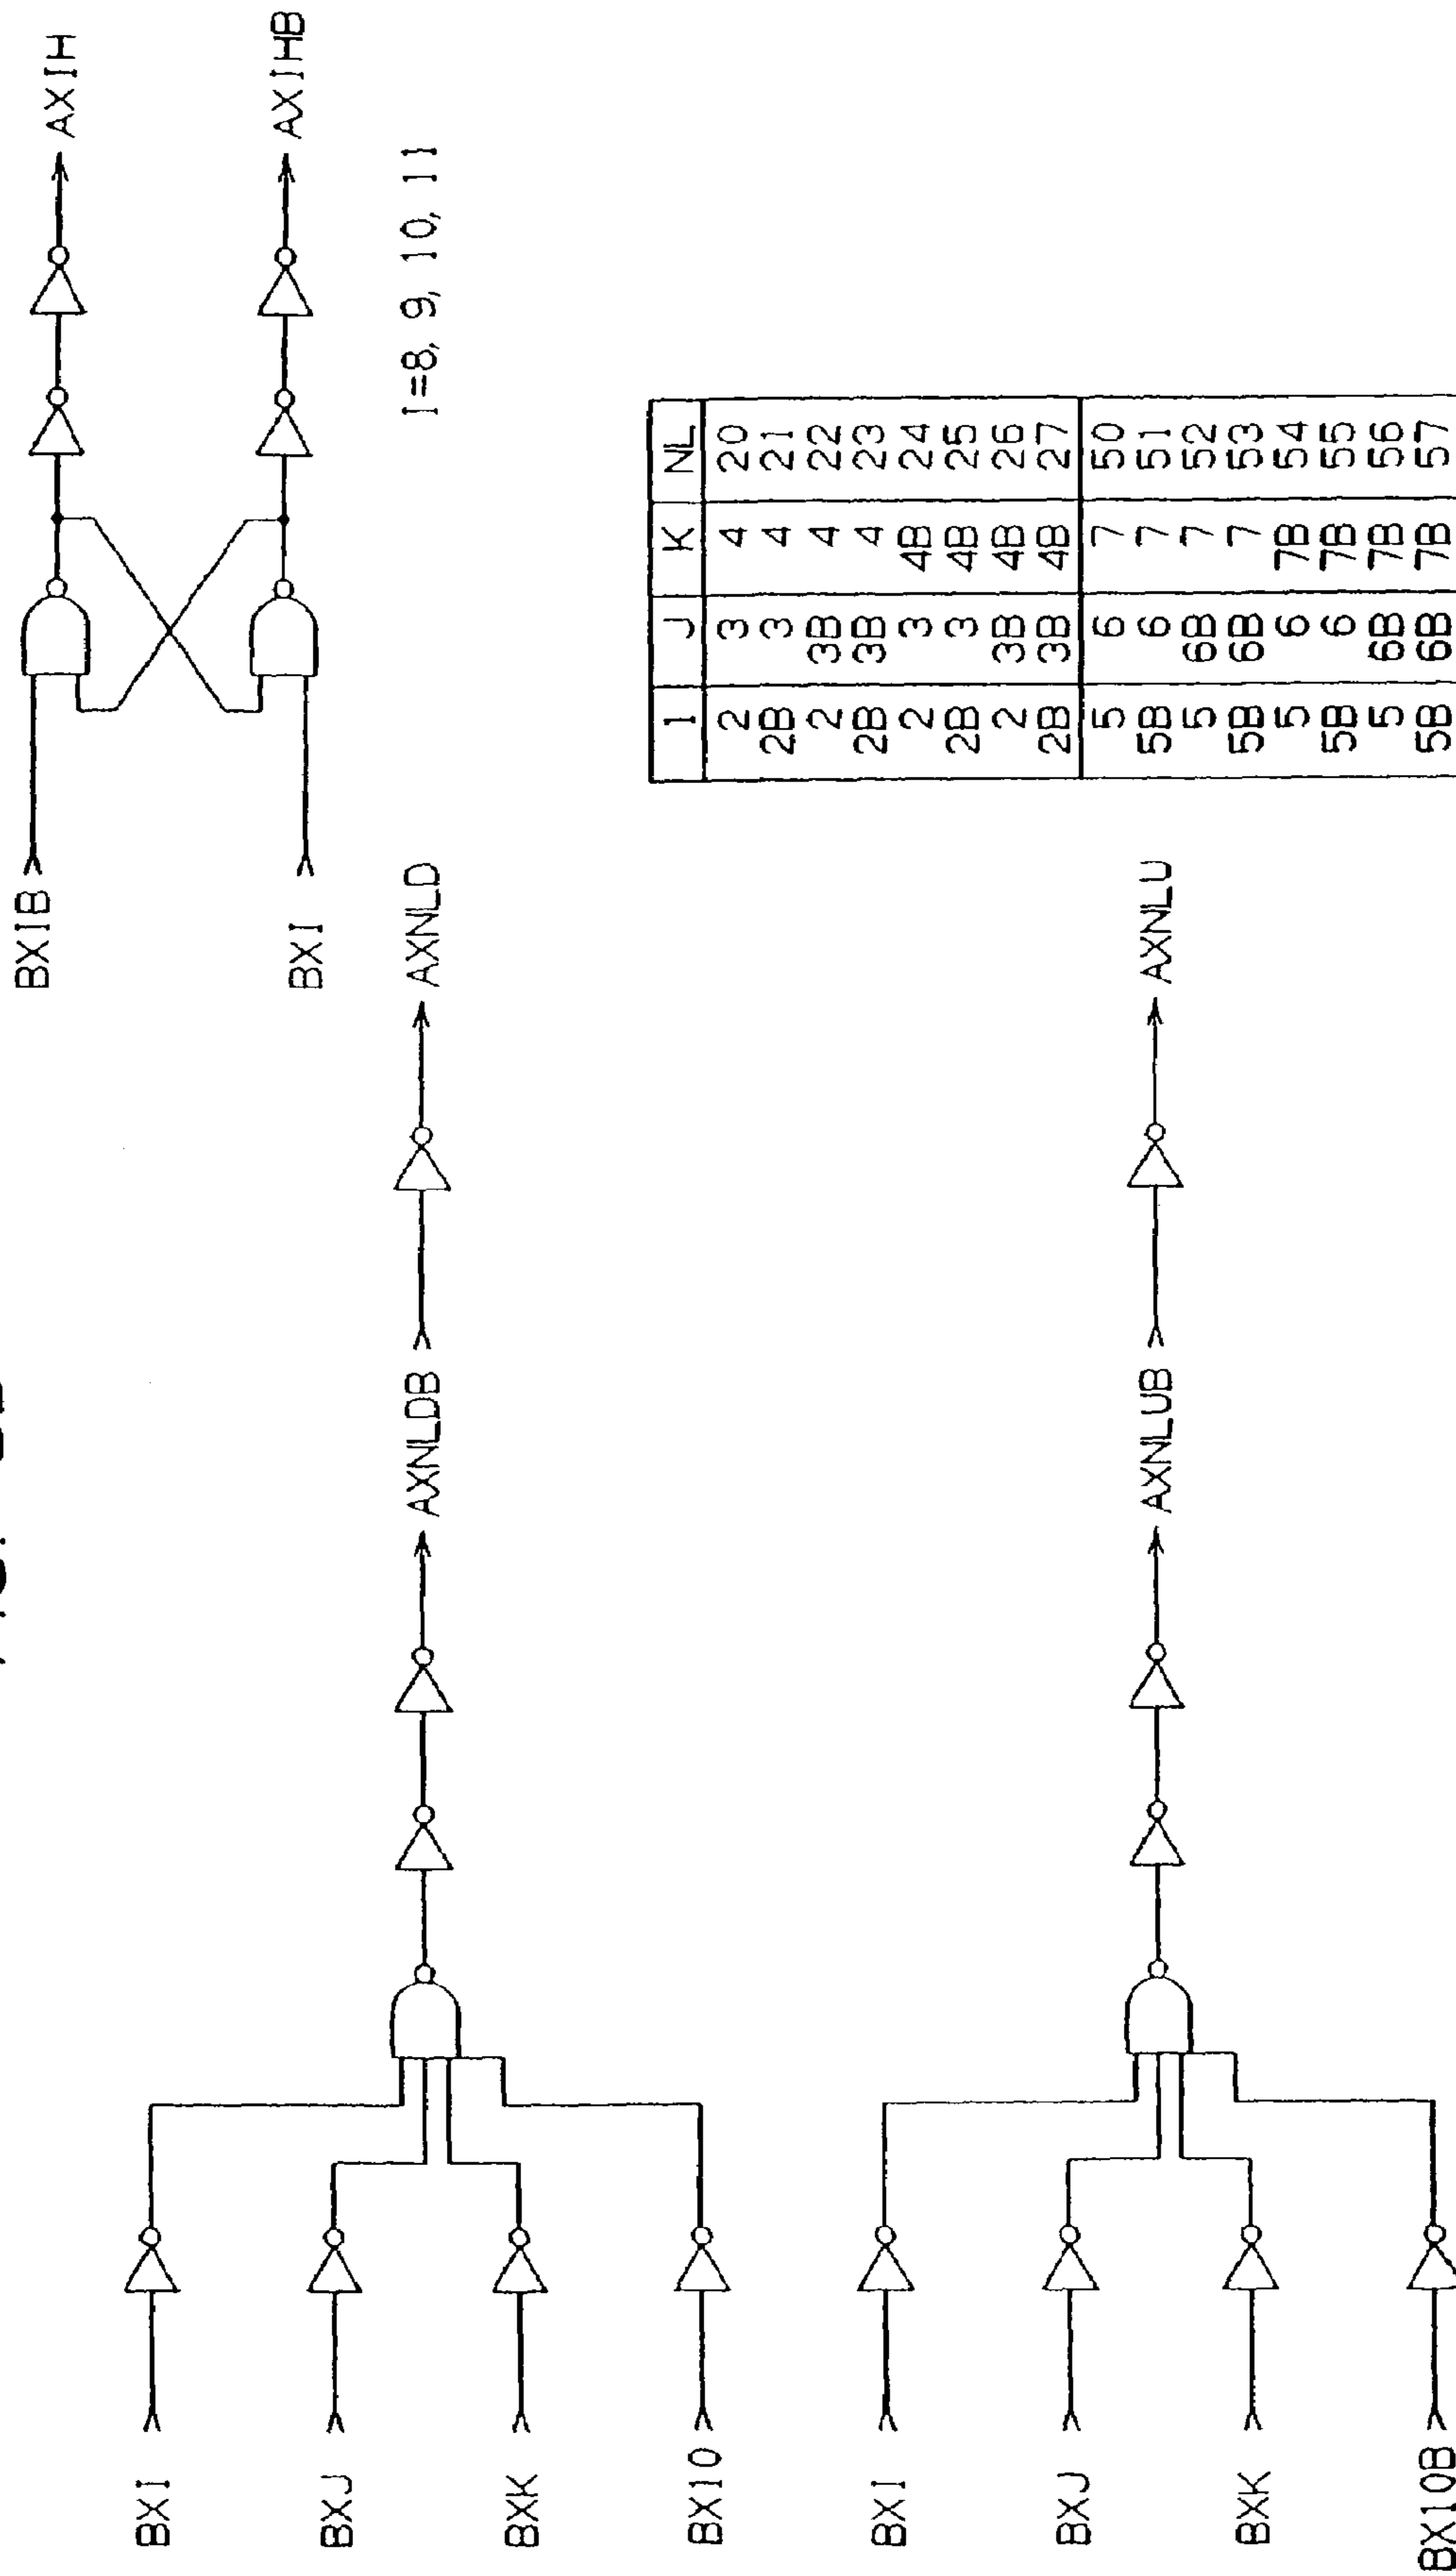 BXI
BXJ
BXK
BX10
AXNLDB
AXNLD
BXI
BXJ
BXK
BX10B
AXNLUB
AXNLU
BXIB
BXI
AXIH
AXIHB
I=8, 9, 10, 11
I J K NL
2 3 4 20
2B 3 4 21
2 3B 4 22
2B 3B 4 23
2 3 4B 24
2B 3 4B 25
2 3B 4B 26
2B 3B 4B 27
5 6 7 50
5B 6 7 51
5 6B 7 52
5B 6B 7 53
5 6 7B 54
5B 6 7B 55
5 6B 7B 56
5B 6B 7B 57